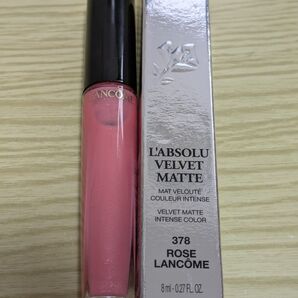 LANCÔME
L'ABSOLU
VELVET
MATTE
MAT VELOUTÉ
COULEUR INTENSE
VELVET MATTE
INTENSE COLOR
378
ROSE
LANCÔME
8 ml - 0.27 FL. OZ.